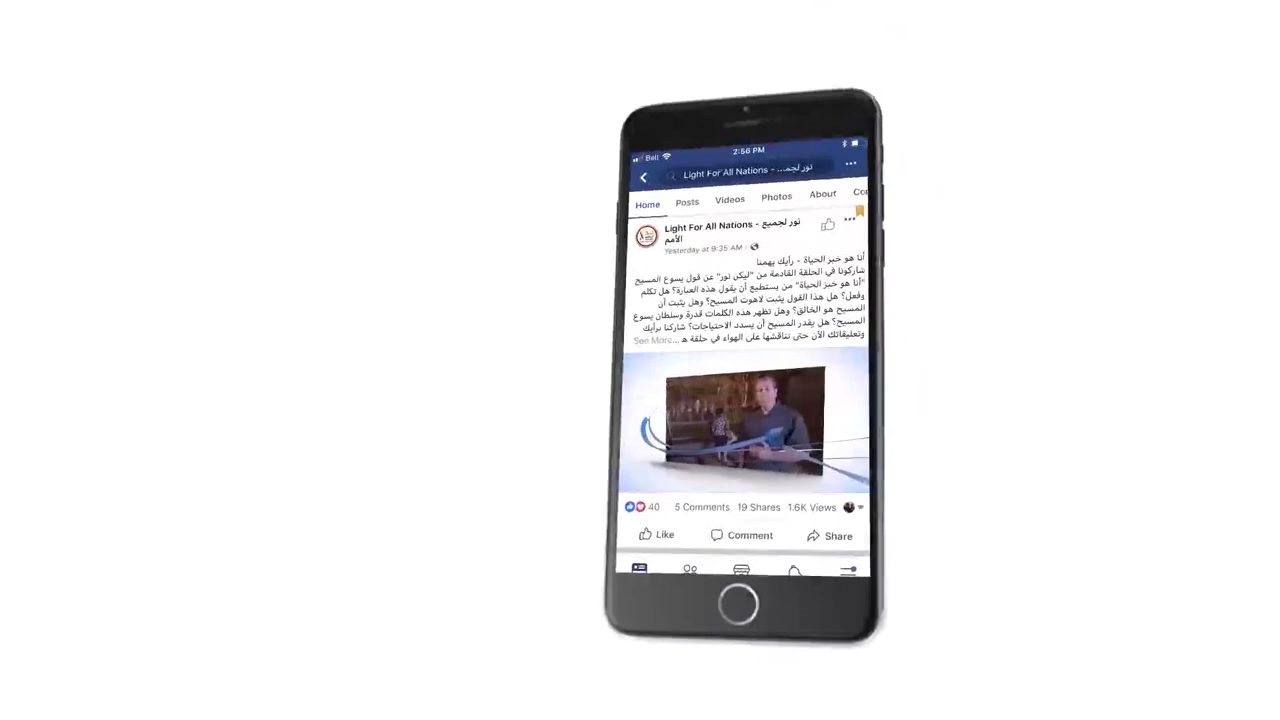 Bell 2:56 PM
Light For All Nations - نور لجميع...
Home Posts Videos Photos About Co
Light For All Nations - نور لجميع
الأمم
Yesterday at 9:35 AM
أنا هو خبز الحياة - رأيك يهمنا
شاركونا في الحلقة القادمة من "ليكن نور" عن قول يسوع المسيح
"أنا هو خبز الحياة" من يستطيع أن يقول هذه العبارة؟ هل تكلم
وفعل؟ هل هذا القول يثبت لاهوت المسيح؟ وهل يثبت أن
المسيح هو الخالق؟ وهل تظهر هذه الكلمات قدرة وسلطان يسوع
المسيح؟ هل يقدر المسيح أن يسدد الاحتياجات؟ شاركنا برأيك
وتعليقاتك الآن حتى نناقشها على الهواء في حلقة ه... See More
40 5 Comments 19 Shares 1.6K Views
Like Comment Share